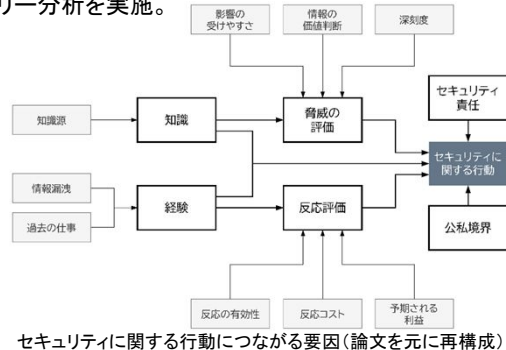 リー分析を実施。
影響の
受けやすさ
情報の
価値判断
深刻度
知識源
知識
脅威の
評価
セキュリティ
責任
セキュリティに
関する行動
情報漏洩
過去の仕事
経験
反応評価
公私境界
反応の有効性
反応コスト
予期される
利益
セキュリティに関する行動につながる要因(論文を元に再構成)